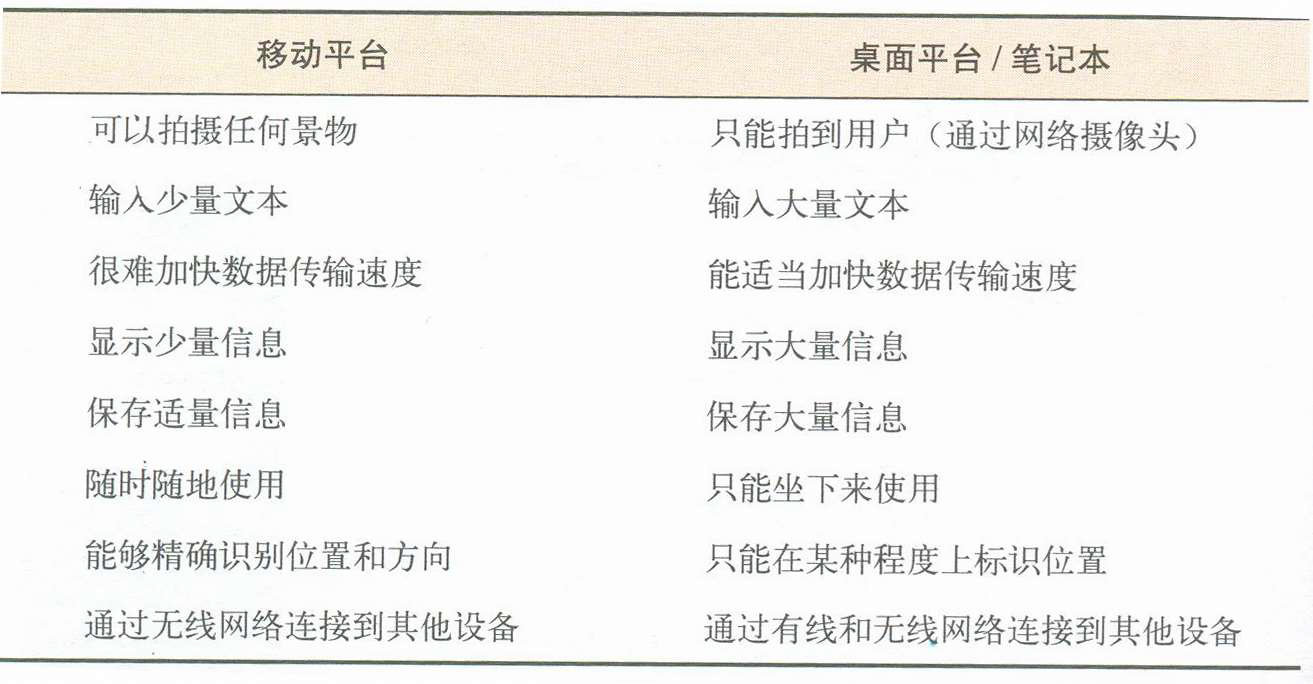 移动平台 桌面平台/笔记本
可以拍摄任何景物 只能拍到用户（通过网络摄像头）
输入少量文本 输入大量文本
很难加快数据传输速度 能适当加快数据传输速度
显示少量信息 显示大量信息
保存适量信息 保存大量信息
随时随地使用 只能坐下来使用
能够精确识别位置和方向 只能在某种程度上标识位置
通过无线网络连接到其他设备 通过有线和无线网络连接到其他设备